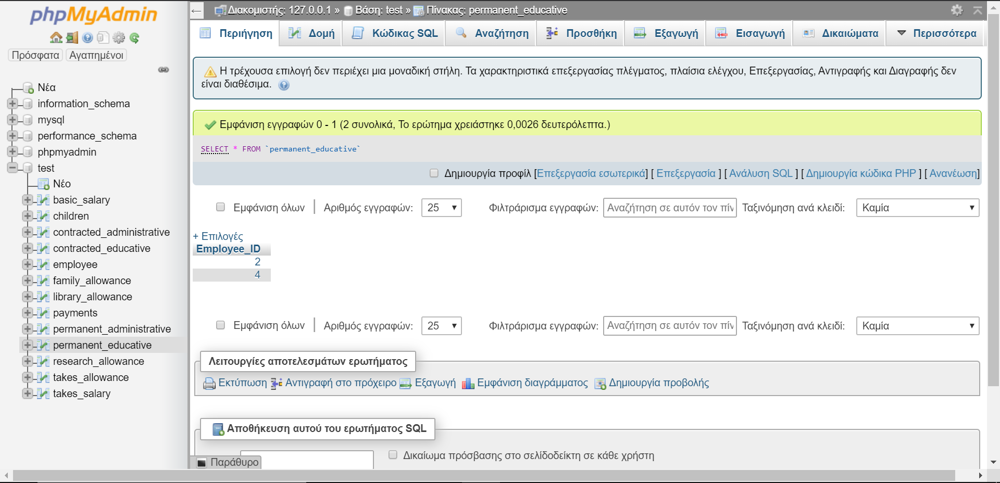 phpMyAdmin
Πρόσφατα Αγαπημένοι
Νέα
information_schema
mysql
performance_schema
phpmyadmin
test
Νέο
basic_salary
children
contracted_administrative
contracted_educative
employee
family_allowance
library_allowance
payments
permanent_administrative
permanent_educative
research_allowance
takes_allowance
takes_salary
Διακομιστής: 127.0.0.1 » Βάση: test » Πίνακας: permanent_educative
Περιήγηση Δομή Κώδικας SQL Αναζήτηση Προσθήκη Εξαγωγή Εισαγωγή Δικαιώματα Περισσότερα
Η τρέχουσα επιλογή δεν περιέχει μια μοναδική στήλη. Τα χαρακτηριστικά επεξεργασίας πλέγματος, πλαίσια ελέγχου, Επεξεργασίας, Αντιγραφής και Διαγραφής δεν
είναι διαθέσιμα.
Εμφάνιση εγγραφών 0 - 1 (2 συνολικά, Το ερώτημα χρειάστηκε 0,0026 δευτερόλεπτα.)
SELECT * FROM `permanent_educative`
Δημιουργία προφίλ [Επεξεργασία εσωτερικά] [ Επεξεργασία ] [ Ανάλυση SQL ] [ Δημιουργία κώδικα PHP ] [ Ανανέωση]
Εμφάνιση όλων | Αριθμός εγγραφών: 25 Φιλτράρισμα εγγραφών: Αναζήτηση σε αυτόν τον πίν Ταξινόμηση ανά κλειδί: Καμία
+ Επιλογές
Employee_ID
2
4
Εμφάνιση όλων | Αριθμός εγγραφών: 25 Φιλτράρισμα εγγραφών: Αναζήτηση σε αυτόν τον πίν Ταξινόμηση ανά κλειδί: Καμία
Λειτουργίες αποτελεσμάτων ερωτήματος
Εκτύπωση Αντιγραφή στο πρόχειρο Εξαγωγή Εμφάνιση διαγράμματος Δημιουργία προβολής
Αποθήκευση αυτού του ερωτήματος SQL
Δικαίωμα πρόσβασης στο σελίδοδείκτη σε κάθε χρήστη
Παράθυρο